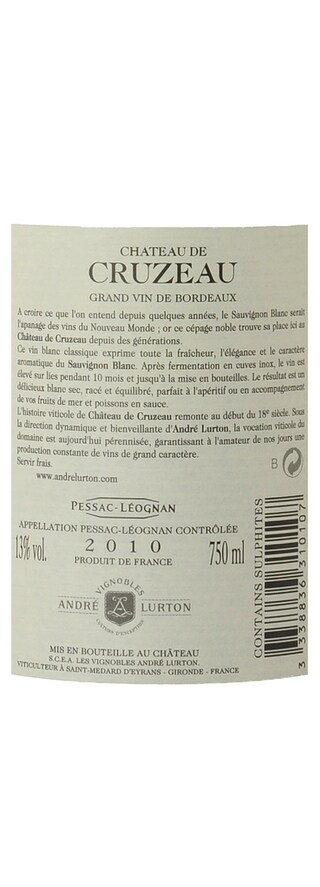 CHATEAU DE
CRUZEAU
GRAND VIN DE BORDEAUX
A croire ce que l'on entend depuis quelques années, le Sauvignon Blanc serait
l'apanage des vins du Nouveau Monde ; or ce cépage noble trouve sa place ici au
Château de Cruzeau depuis des générations.
Ce vin blanc classique exprime toute la fraîcheur, l'élégance et le caractère
aromatique du Sauvignon Blanc. Après fermentation en cuves inox, le vin est
élevé sur lies pendant 10 mois et jusqu'à la mise en bouteilles. Le résultat est un
délicieux blanc sec, racé et équilibré, parfait à l'apéritif ou en accompagnement
de vos fruits de mer et poissons en sauce.
L'histoire viticole de Château de Cruzeau remonte au début du 18e siècle. Sous
la direction dynamique et bienveillante d'André Lurton, la vocation viticole du
domaine est aujourd'hui pérennisée, garantissant à l'amateur de nos jours une
production constante de vins de grand caractère.
Servir frais.
www.andrelurton.com
B
PESSAC-LÉOGNAN
APPELLATION PESSAC-LÉOGNAN CONTRÔLÉE
13% vol. 2010 750 ml
PRODUIT DE FRANCE
VIGNOBLES
ANDRÉ A LURTON
CULTURE D'EXCEPTION
MIS EN BOUTEILLE AU CHÂTEAU
S.C.E.A. LES VIGNOBLES ANDRÉ LURTON.
VITICULTEUR À SAINT-MEDARD D'EYRANS - GIRONDE - FRANCE
CONTAINS SULPHITES
3 338836 310107